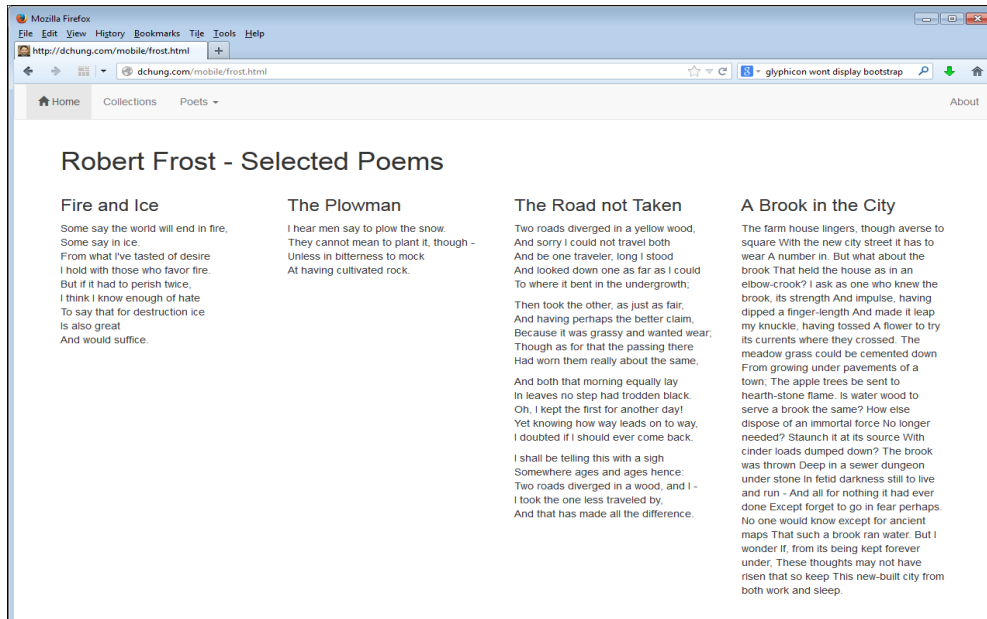 Mozilla Firefox
File Edit View History Bookmarks Tile Tools Help
http://dchung.com/mobile/frost.html +
dchung.com/mobile/frost.html
glyphicon wont display bootstrap
Home Collections Poets About
Robert Frost - Selected Poems
Fire and Ice
Some say the world will end in fire,
Some say in ice.
From what I've tasted of desire
I hold with those who favor fire.
But if it had to perish twice,
I think I know enough of hate
To say that for destruction ice
Is also great
And would suffice.
The Plowman
I hear men say to plow the snow.
They cannot mean to plant it, though -
Unless in bitterness to mock
At having cultivated rock.
The Road not Taken
Two roads diverged in a yellow wood,
And sorry I could not travel both
And be one traveler, long I stood
And looked down one as far as I could
To where it bent in the undergrowth;
Then took the other, as just as fair,
And having perhaps the better claim,
Because it was grassy and wanted wear;
Though as for that the passing there
Had worn them really about the same,
And both that morning equally lay
In leaves no step had trodden black.
Oh, I kept the first for another day!
Yet knowing how way leads on to way,
I doubted if I should ever come back.
I shall be telling this with a sigh
Somewhere ages and ages hence:
Two roads diverged in a wood, and I -
I took the one less traveled by,
And that has made all the difference.
A Brook in the City
The farm house lingers, though averse to
square With the new city street it has to
wear A number in. But what about the
brook That held the house as in an
elbow-crook? I ask as one who knew the
brook, its strength And impulse, having
dipped a finger-length And made it leap
my knuckle, having tossed A flower to try
its currents where they crossed. The
meadow grass could be cemented down
From growing under pavements of a
town; The apple trees be sent to
hearth-stone flame. Is water wood to
serve a brook the same? How else
dispose of an immortal force No longer
needed? Staunch it at its source With
cinder loads dumped down? The brook
was thrown Deep in a sewer dungeon
under stone In fetid darkness still to live
and run - And all for nothing it had ever
done Except forget to go in fear perhaps.
No one would know except for ancient
maps That such a brook ran water. But I
wonder If, from its being kept forever
under, These thoughts may not have
risen that so keep This new-built city from
both work and sleep.